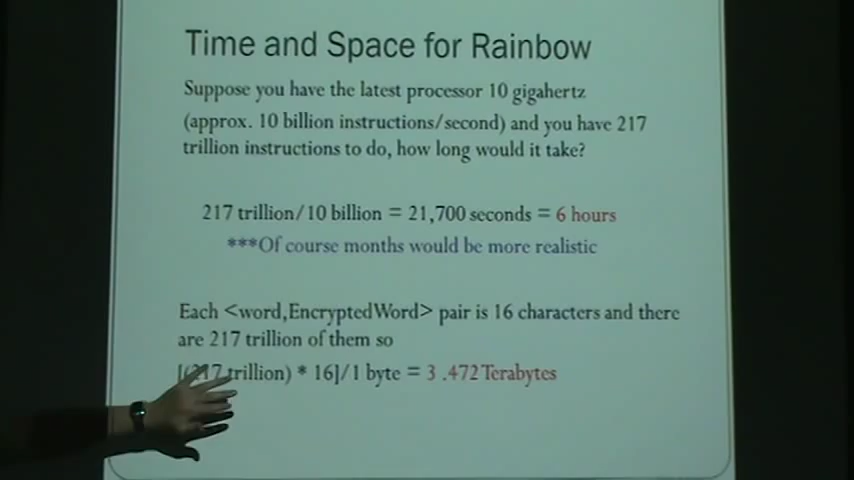 Time and Space for Rainbow
Suppose you have the latest processor 10 gigahertz
(approx. 10 billion instructions/second) and you have 217
trillion instructions to do, how long would it take?
217 trillion/10 billion = 21,700 seconds = 6 hours
***Of course months would be more realistic
Each <word,EncryptedWord> pair is 16 characters and there
are 217 trillion of them so
[(217 trillion) * 16]/1 byte = 3 .472 Terabytes